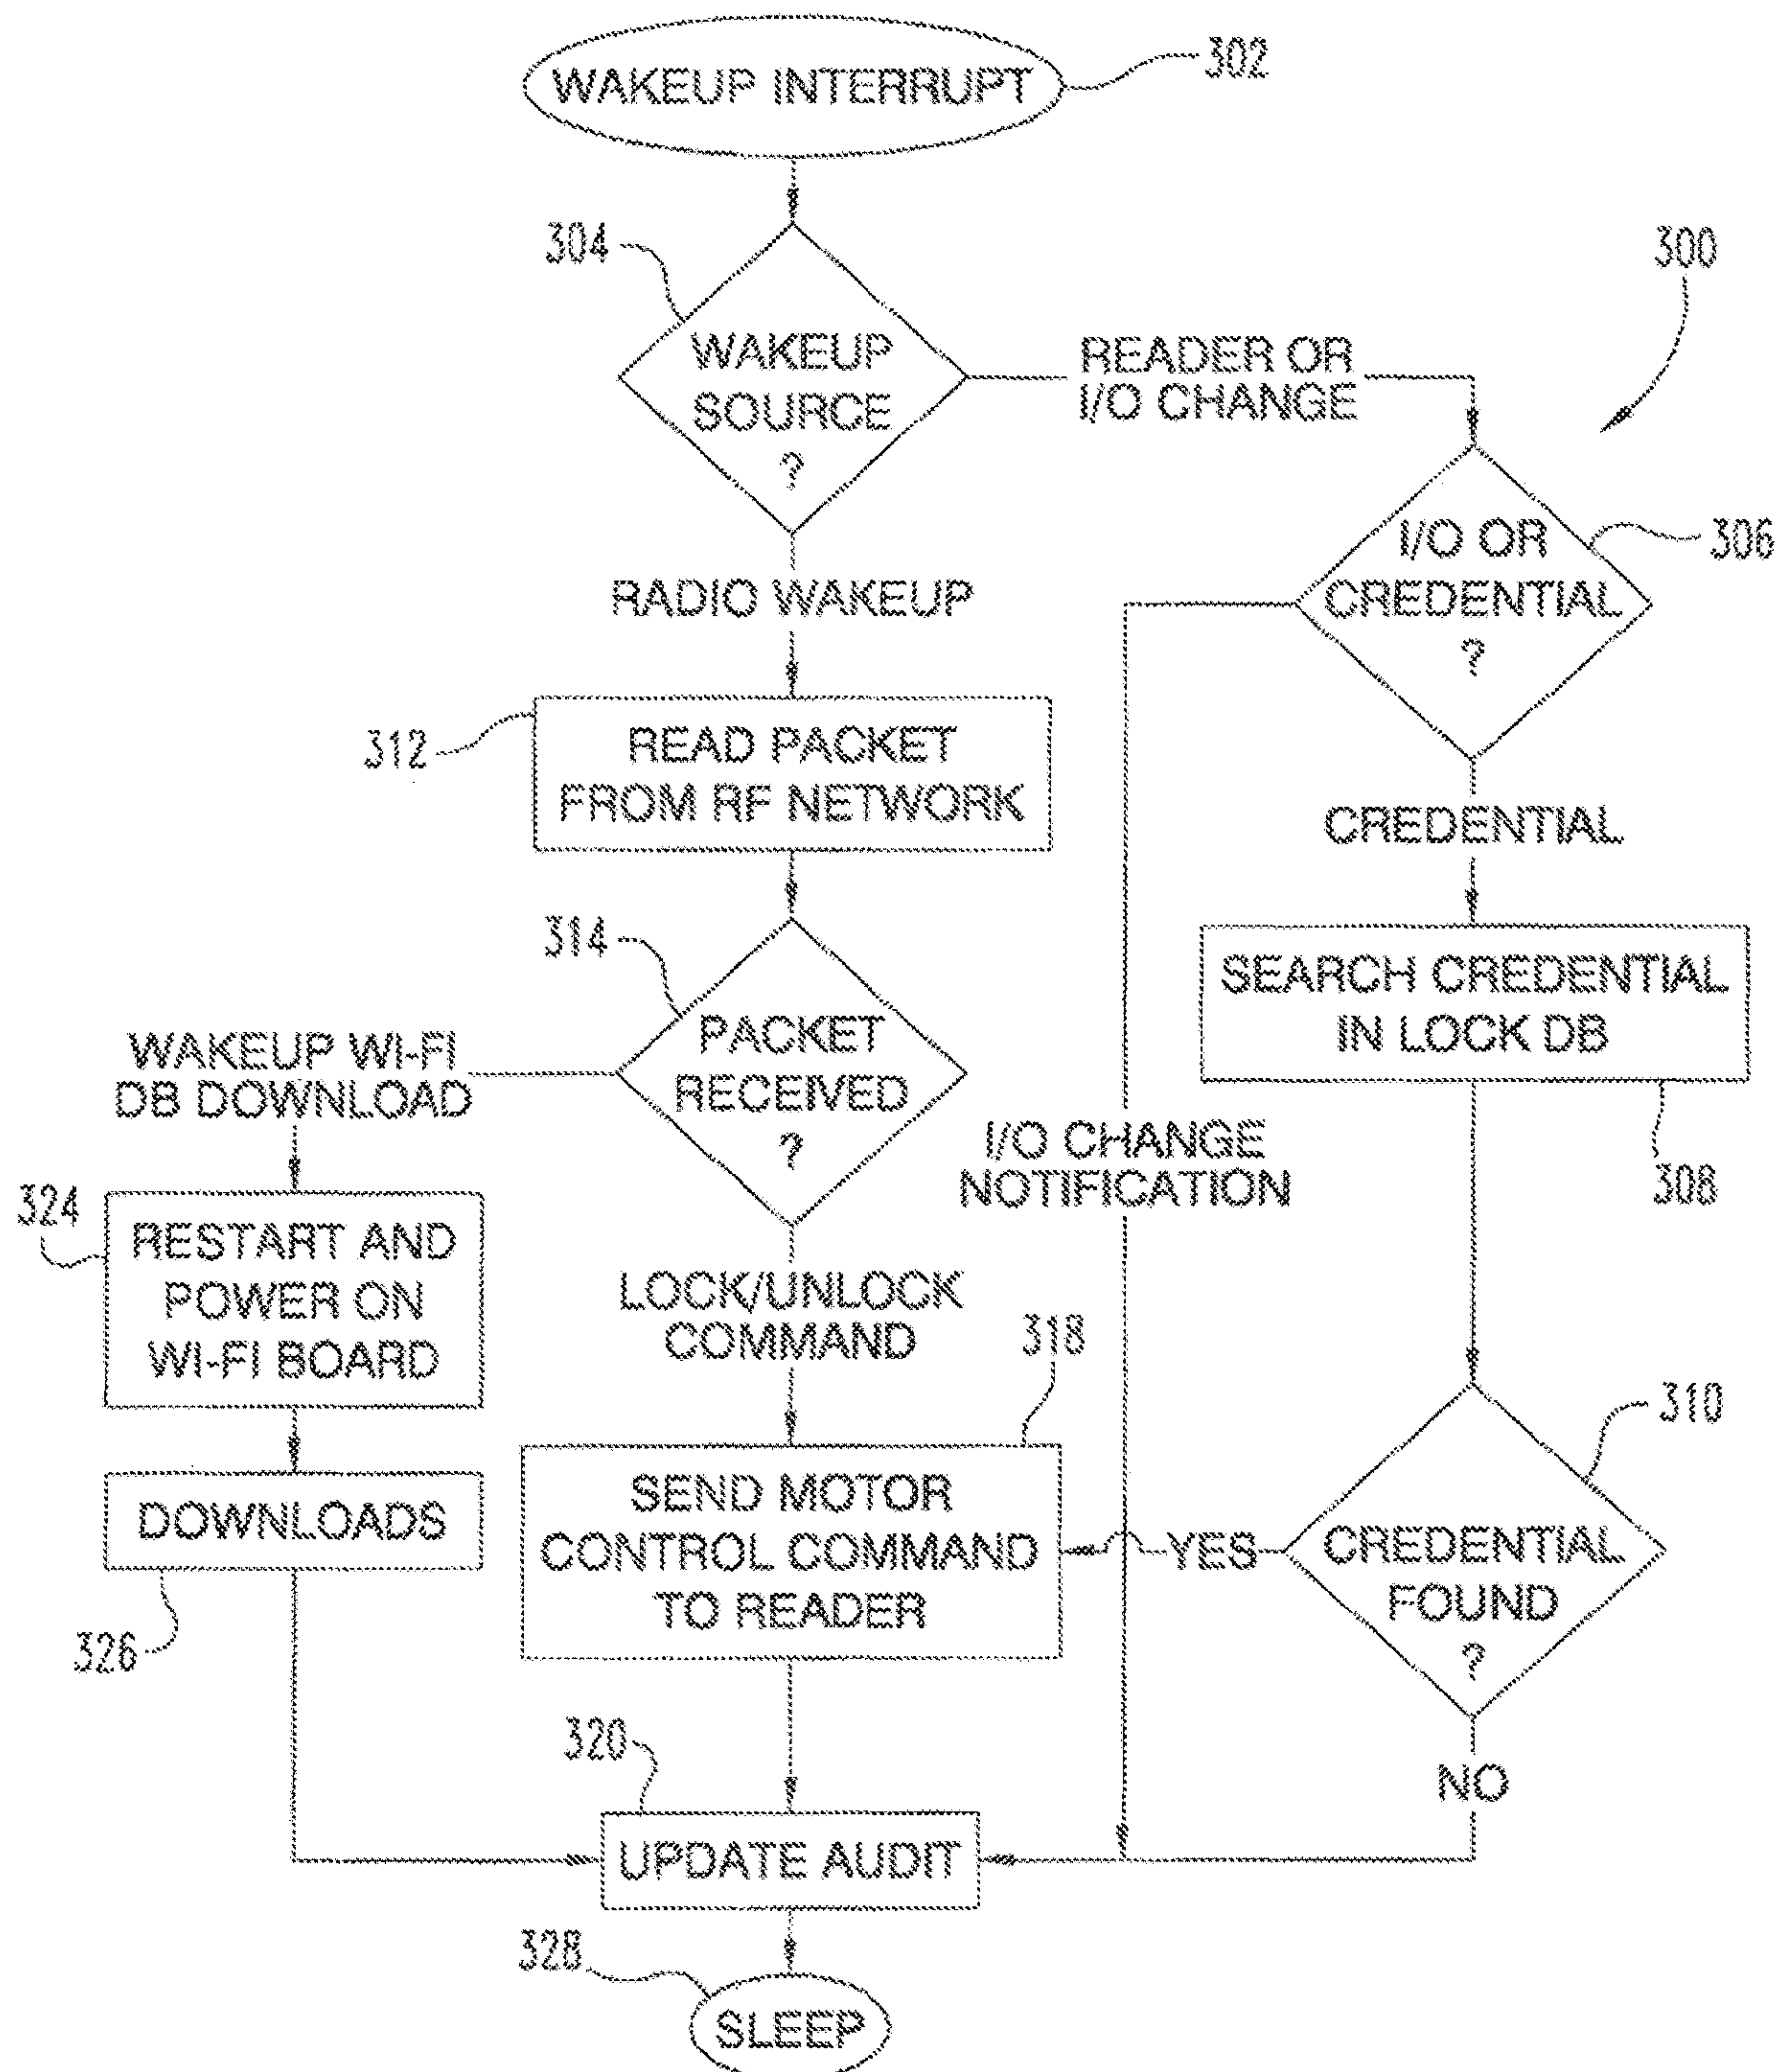 WAKEUP INTERRUPT
302
304
WAKEUP
SOURCE
?
READER OR
I/O CHANGE
300
I/O OR
CREDENTIAL
?
306
RADIO WAKEUP
312
READ PACKET
FROM RF NETWORK
CREDENTIAL
314
PACKET
RECEIVED
?
SEARCH CREDENTIAL
IN LOCK DB
308
WAKEUP WI-FI
DB DOWNLOAD
I/O CHANGE
NOTIFICATION
324
RESTART AND
POWER ON
WI-FI BOARD
LOCK/UNLOCK
COMMAND
318
310
DOWNLOADS
326
SEND MOTOR
CONTROL COMMAND
TO READER
YES
CREDENTIAL
FOUND
?
NO
320
UPDATE AUDIT
328
SLEEP